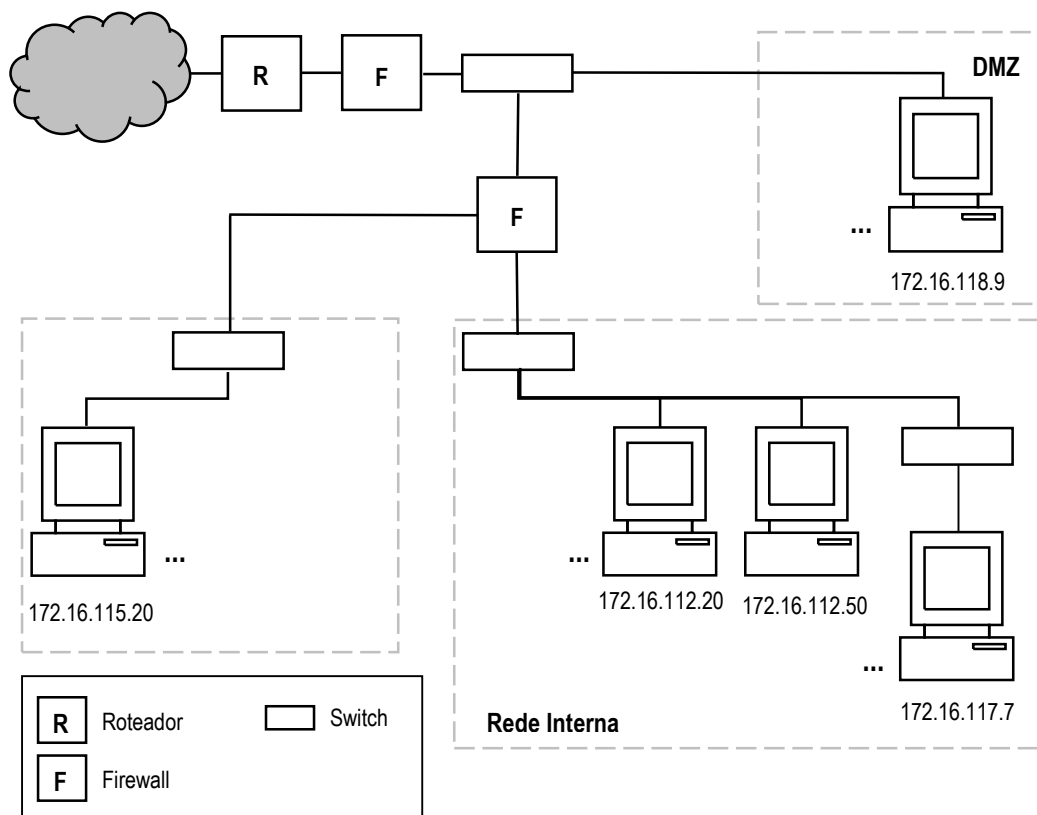 R
F
DMZ
F
...
172.16.118.9
...
172.16.115.20
...
172.16.112.20
172.16.112.50
...
172.16.117.7
Rede Interna
R Roteador
Switch
F Firewall